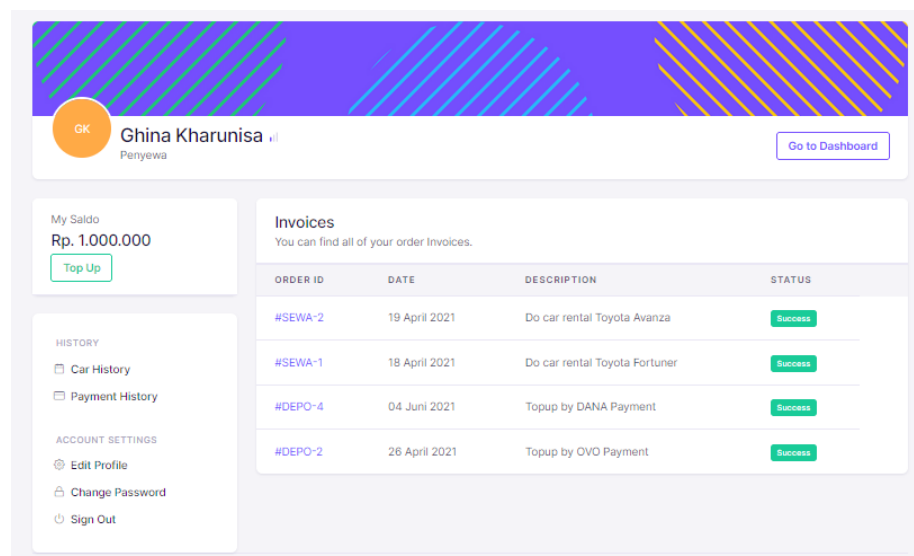 GK
Ghina Kharunisa
Penyewa
Go to Dashboard
My Saldo
Rp. 1.000.000
Top Up
HISTORY
Car History
Payment History
ACCOUNT SETTINGS
Edit Profile
Change Password
Sign Out
Invoices
You can find all of your order Invoices.
ORDER ID DATE DESCRIPTION STATUS
#SEWA-2 19 April 2021 Do car rental Toyota Avanza Success
#SEWA-1 18 April 2021 Do car rental Toyota Fortuner Success
#DEPO-4 04 Juni 2021 Topup by DANA Payment Success
#DEPO-2 26 April 2021 Topup by OVO Payment Success